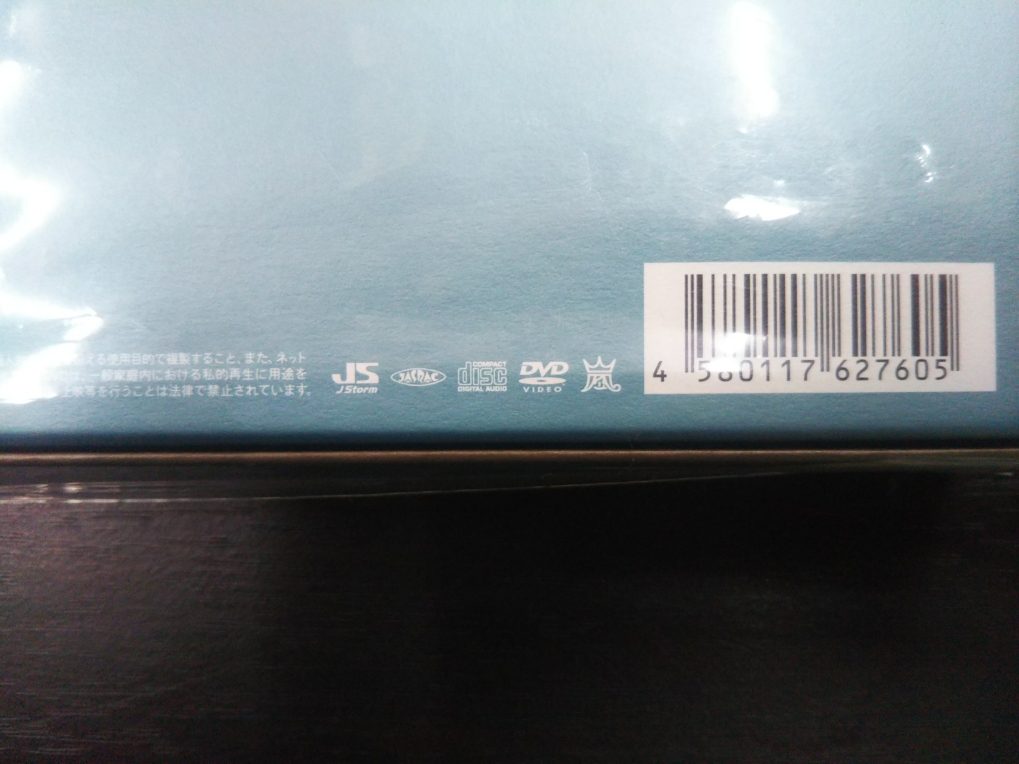 える使用目的で複製すること、また、ネット
一般家庭内における私的再生に用途を
等を行うことは法律で禁止されています。
JS
J Storm
JASRAC
COMPACT
disc
DIGITAL AUDIO
DVD
VIDEO
嵐
4 580117 627605